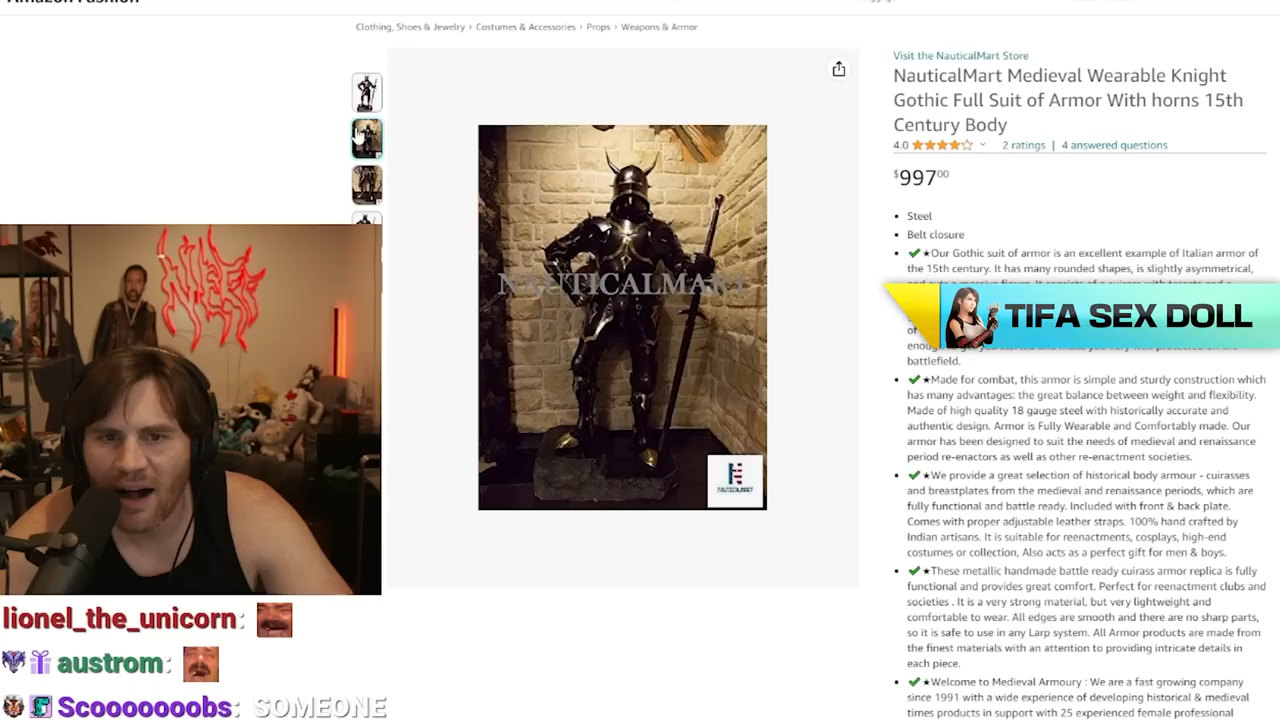 Clothing, Shoes & Jewelry › Costumes & Accessories › Props › Weapons & Armor
Visit the NauticalMart Store
NauticalMart Medieval Wearable Knight
Gothic Full Suit of Armor With horns 15th
Century Body
4.0
2 ratings | 4 answered questions
$997.00
Steel
Belt closure
★Our Gothic suit of armor is an excellent example of Italian armor of
the 15th century. It has many rounded shapes, is slightly asymmetrical,
TIFA SEX DOLL
of
battlefield.
★Made for combat, this armor is simple and sturdy construction which
has many advantages: the great balance between weight and flexibility.
Made of high quality 18 gauge steel with historically accurate and
authentic design. Armor is Fully Wearable and Comfortably made. Our
armor has been designed to suit the needs of medieval and renaissance
period re-enactors as well as other re-enactment societies.
★We provide a great selection of historical body armour - cuirasses
and breastplates from the medieval and renaissance periods, which are
fully functional and battle ready. Included with front & back plate.
Comes with proper adjustable leather straps. 100% hand crafted by
Indian artisans. It is suitable for reenactments, cosplays, high-end
costumes or collection, Also acts as a perfect gift for men & boys.
★These metallic handmade battle ready cuirass armor replica is fully
functional and provides great comfort. Perfect for reenactment clubs and
societies . It is a very strong material, but very lightweight and
comfortable to wear. All edges are smooth and there are no sharp parts,
so it is safe to use in any Larp system. All Armor products are made from
the finest materials with an attention to providing intricate details in
each piece.
★Welcome to Medieval Armoury : We are a fast growing company
since 1991 with a wide experience of developing historical & medieval
times products in support with 25 experienced female professional
NAUTICALMART
NAUTICALMART
lionel_the_unicorn:
austrom:
Scooooooobs: SOMEONE